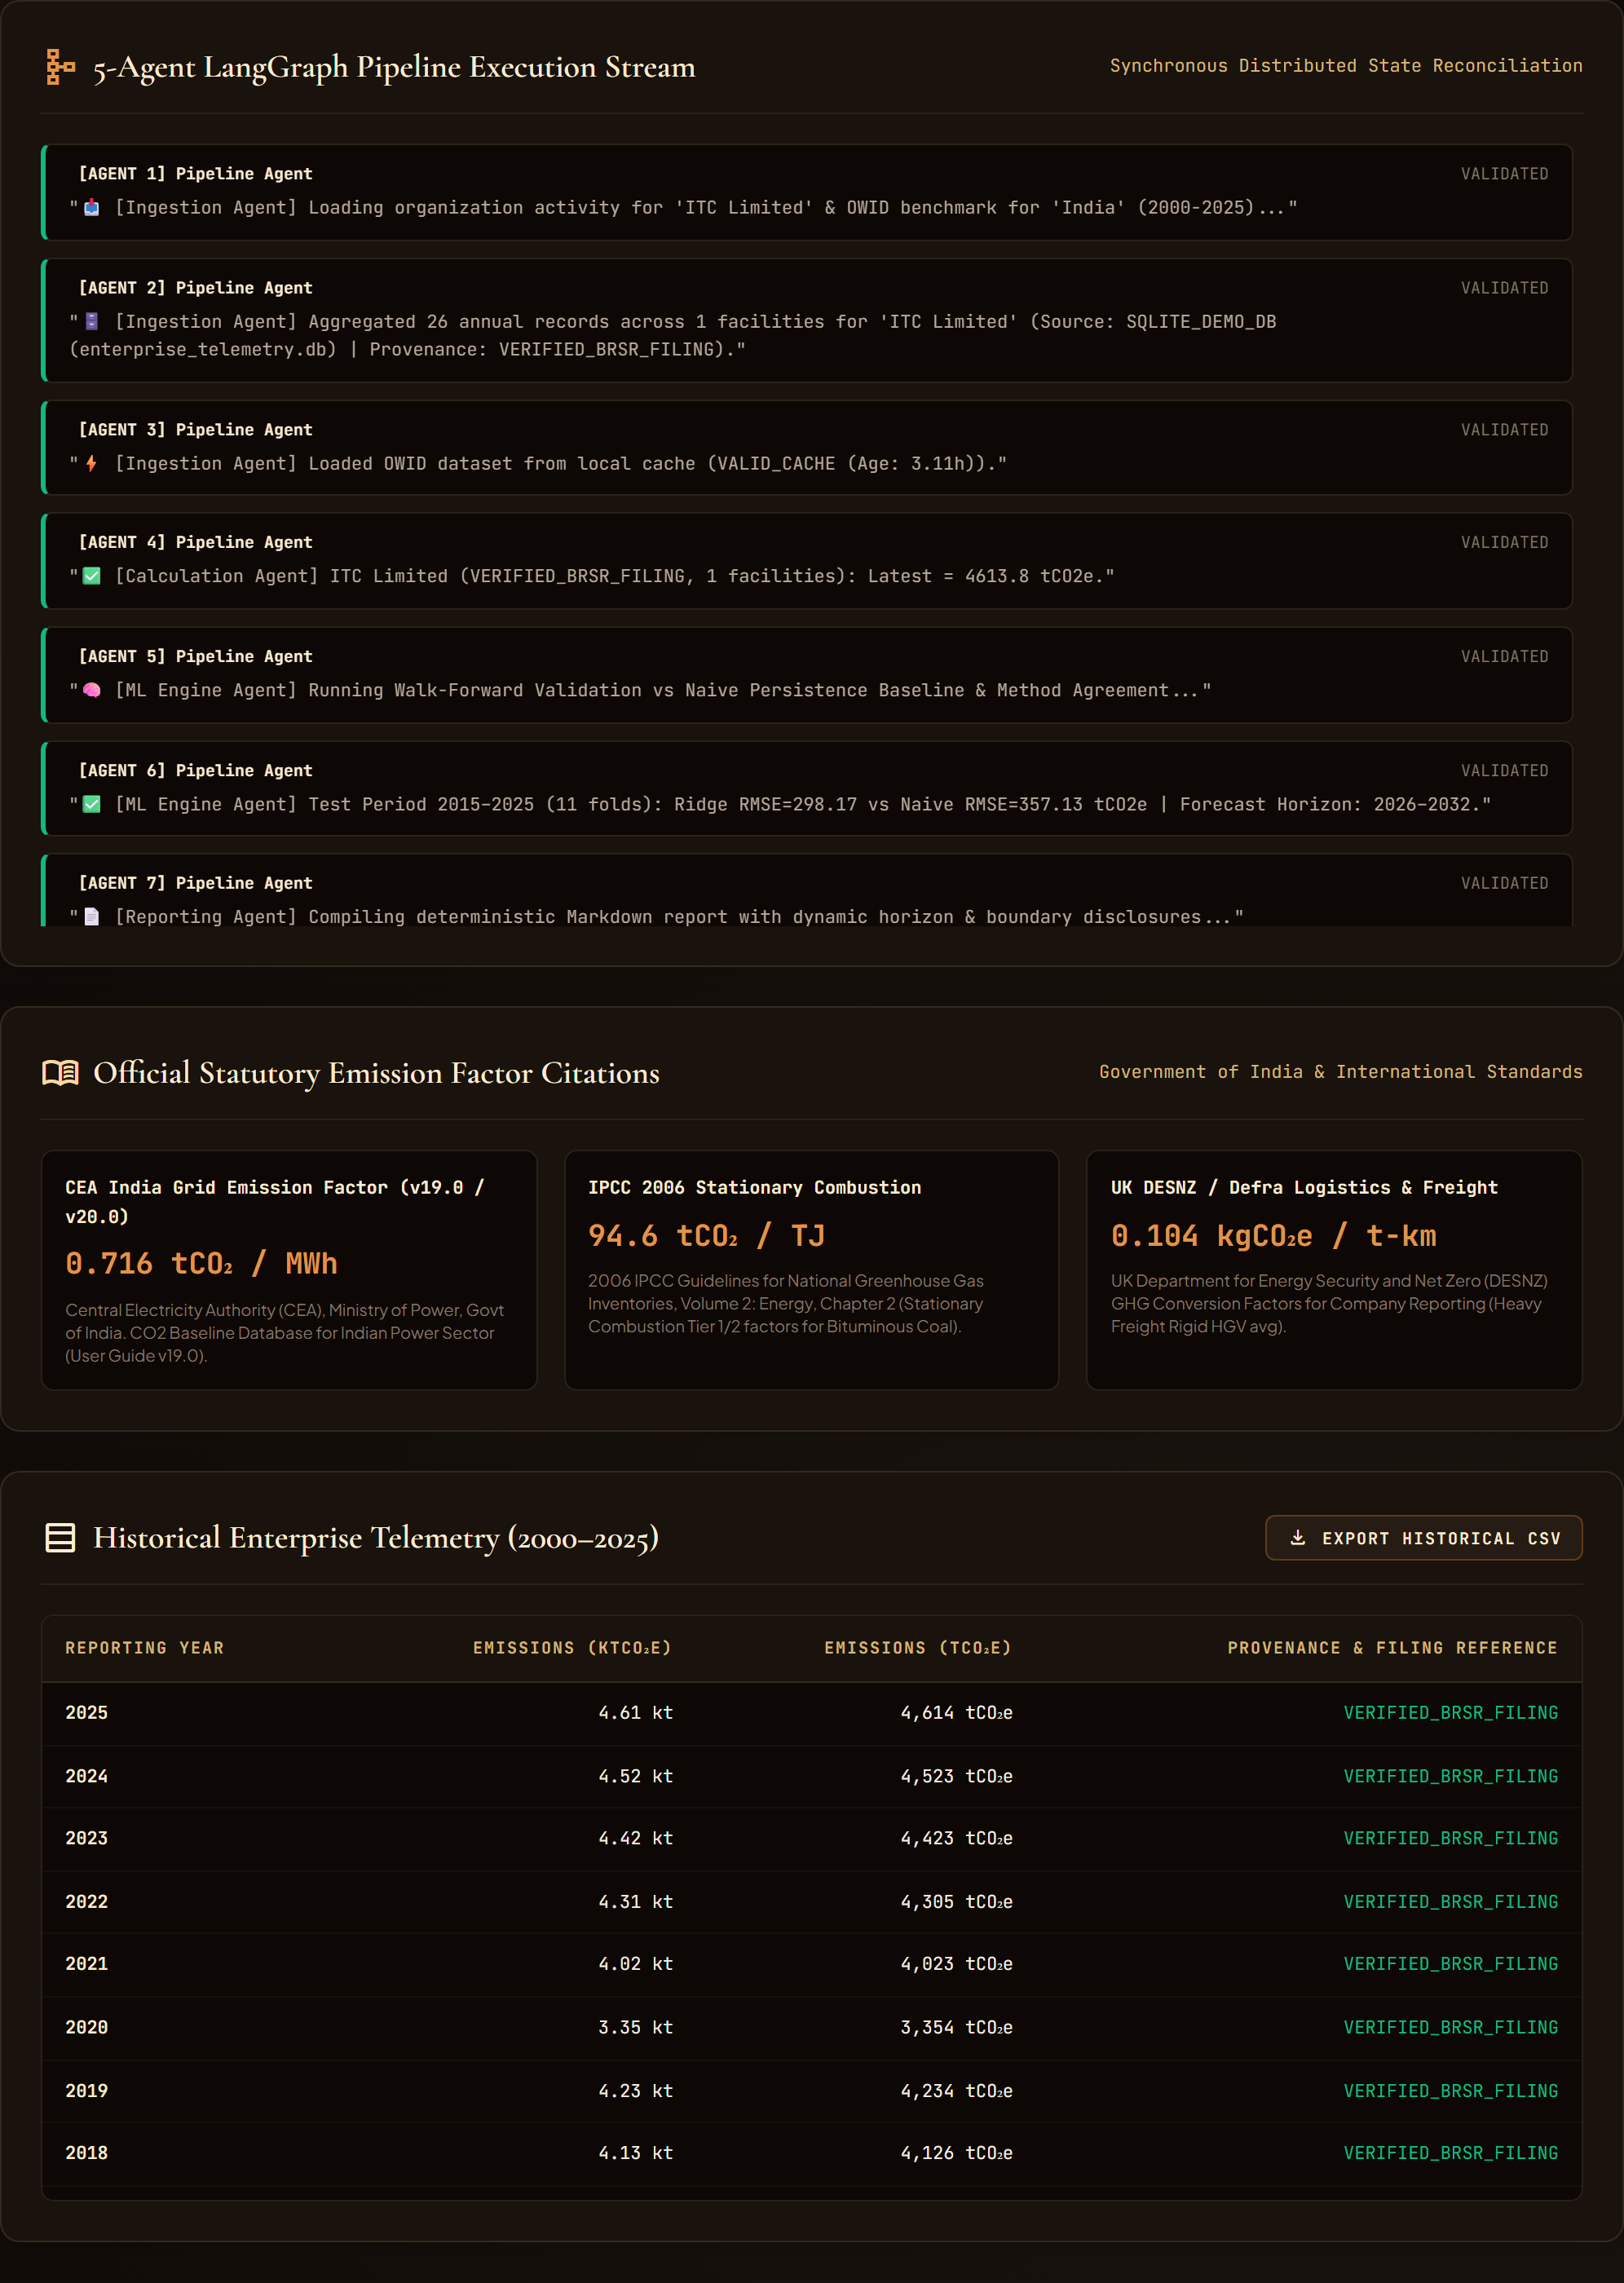 5-Agent LangGraph Pipeline Execution Stream
Synchronous Distributed State Reconciliation
[AGENT 1] Pipeline Agent
VALIDATED
"📥 [Ingestion Agent] Loading organization activity for 'ITC Limited' & OWID benchmark for 'India' (2000-2025)..."
[AGENT 2] Pipeline Agent
VALIDATED
"🗄️ [Ingestion Agent] Aggregated 26 annual records across 1 facilities for 'ITC Limited' (Source: SQLITE_DEMO_DB
(enterprise_telemetry.db) | Provenance: VERIFIED_BRSR_FILING)."
[AGENT 3] Pipeline Agent
VALIDATED
"⚡ [Ingestion Agent] Loaded OWID dataset from local cache (VALID_CACHE (Age: 3.11h))."
[AGENT 4] Pipeline Agent
VALIDATED
"✅ [Calculation Agent] ITC Limited (VERIFIED_BRSR_FILING, 1 facilities): Latest = 4613.8 tCO2e."
[AGENT 5] Pipeline Agent
VALIDATED
"🧠 [ML Engine Agent] Running Walk-Forward Validation vs Naive Persistence Baseline & Method Agreement..."
[AGENT 6] Pipeline Agent
VALIDATED
"✅ [ML Engine Agent] Test Period 2015–2025 (11 folds): Ridge RMSE=298.17 vs Naive RMSE=357.13 tCO2e | Forecast Horizon: 2026–2032."
[AGENT 7] Pipeline Agent
VALIDATED
"📄 [Reporting Agent] Compiling deterministic Markdown report with dynamic horizon & boundary disclosures..."
Official Statutory Emission Factor Citations
Government of India & International Standards
CEA India Grid Emission Factor (v19.0 /
v20.0)
0.716 tCO₂ / MWh
Central Electricity Authority (CEA), Ministry of Power, Govt
of India. CO2 Baseline Database for Indian Power Sector
(User Guide v19.0).
IPCC 2006 Stationary Combustion
94.6 tCO₂ / TJ
2006 IPCC Guidelines for National Greenhouse Gas
Inventories, Volume 2: Energy, Chapter 2 (Stationary
Combustion Tier 1/2 factors for Bituminous Coal).
UK DESNZ / Defra Logistics & Freight
0.104 kgCO₂e / t-km
UK Department for Energy Security and Net Zero (DESNZ)
GHG Conversion Factors for Company Reporting (Heavy
Freight Rigid HGV avg).
Historical Enterprise Telemetry (2000–2025)
EXPORT HISTORICAL CSV
REPORTING YEAR EMISSIONS (KTCO₂E) EMISSIONS (TCO₂E) PROVENANCE & FILING REFERENCE
2025 4.61 kt 4,614 tCO₂e VERIFIED_BRSR_FILING
2024 4.52 kt 4,523 tCO₂e VERIFIED_BRSR_FILING
2023 4.42 kt 4,423 tCO₂e VERIFIED_BRSR_FILING
2022 4.31 kt 4,305 tCO₂e VERIFIED_BRSR_FILING
2021 4.02 kt 4,023 tCO₂e VERIFIED_BRSR_FILING
2020 3.35 kt 3,354 tCO₂e VERIFIED_BRSR_FILING
2019 4.23 kt 4,234 tCO₂e VERIFIED_BRSR_FILING
2018 4.13 kt 4,126 tCO₂e VERIFIED_BRSR_FILING